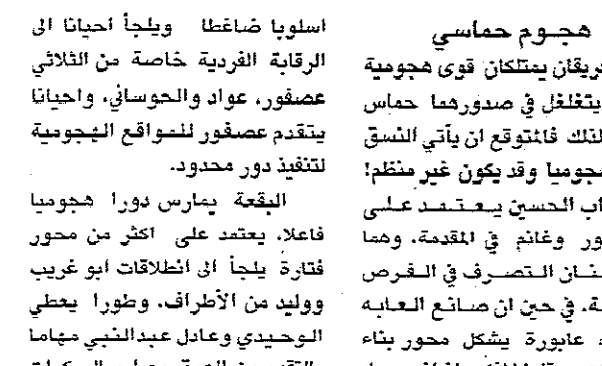 هجوم حماسي
فريقان يمتلكان قوى هجومية
يتغلغل في صدورهما حماس
لذلك فالمتوقع ان يأتي النسق
هجوميا وقد يكون غير منظم!
اب الحسين يعتمد على
ور وغانم في المقدمة، وهما
نان التصرف في الفرص
ة، في حين ان صانع العابه
عابورة يشكل محور بناء
اسلوبا ضاغطا ويلجأ احيانا الى
الرقابة الفردية خاصة من الثلاثي
عصفور، عواد والحوساني، واحيانا
يتقدم عصفور للمواقع الهجومية
لتنفيذ دور محدود.
البقعة يمارس دورا هجوميا
فاعلا، يعتمد على اكثر من محور
فتارة يلجأ الى انطلاقات ابو غريب
ووليد من الأطراف، وطورا يعطي
الوحيدي وعادل عبدالنبي مهاما